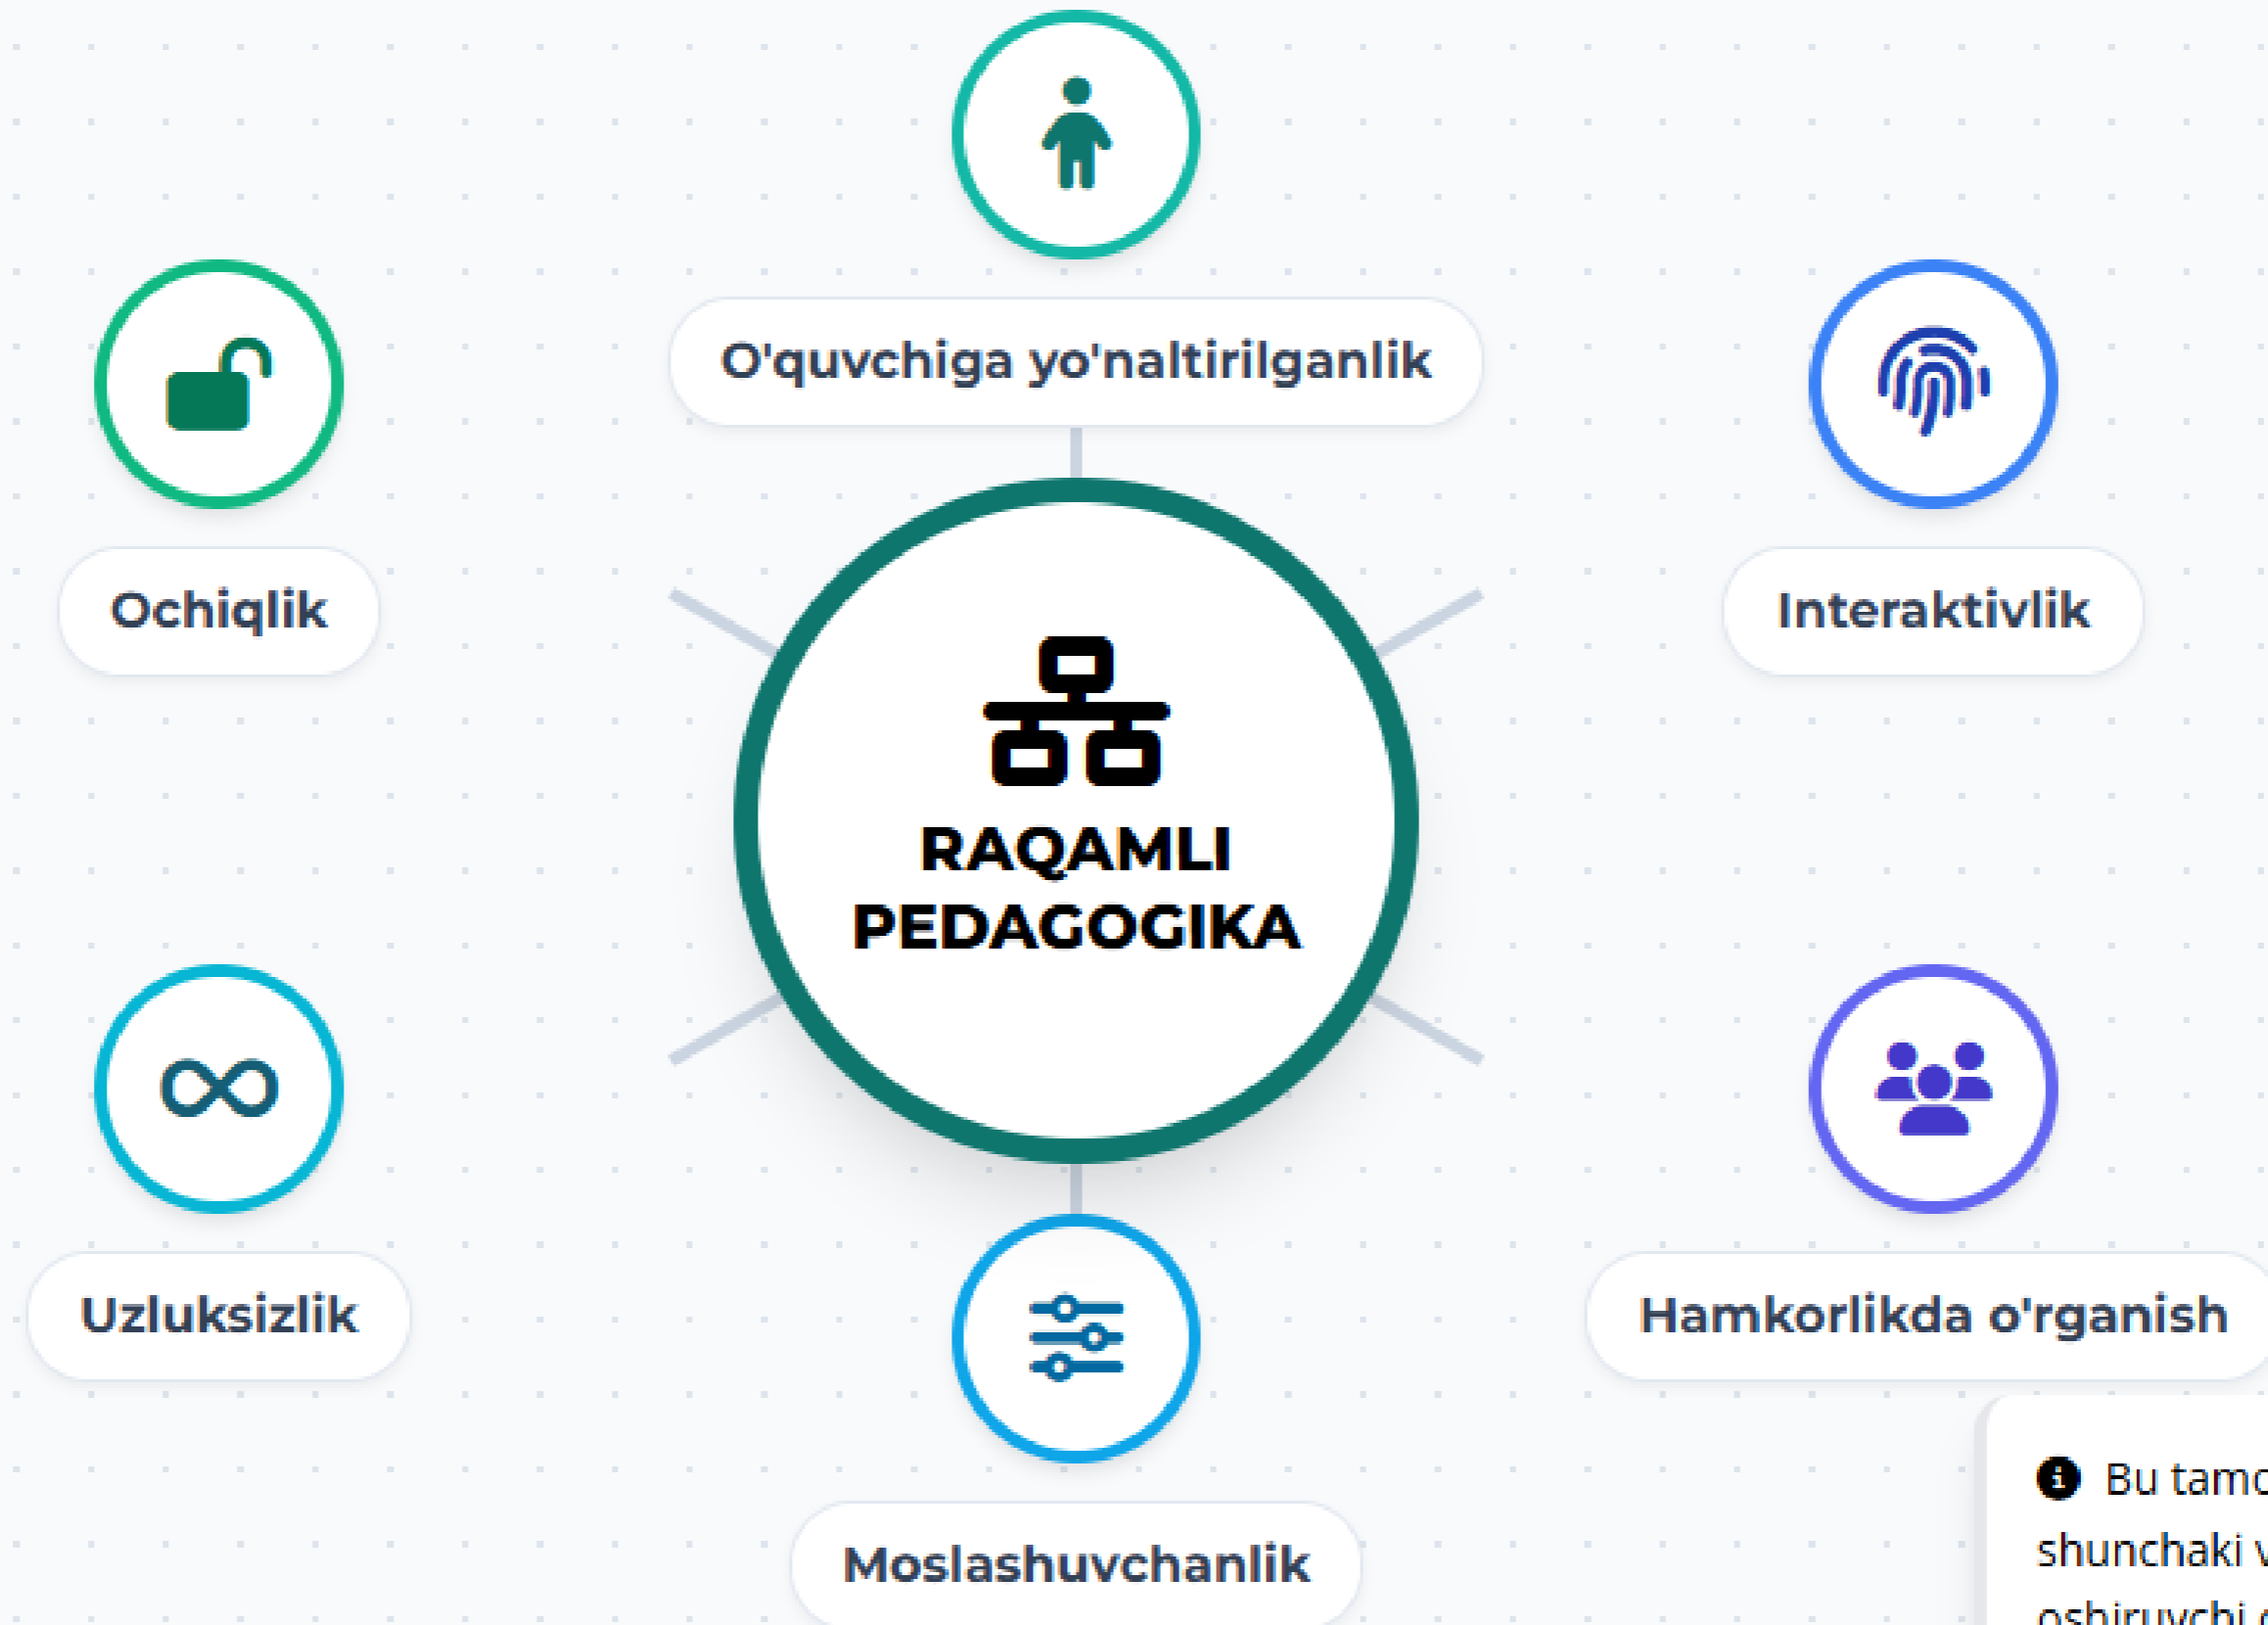 O'quvchiga yo'naltirilganlik
Ochiqlik
Interaktivlik
RAQAMLI
PEDAGOGIKA
Uzluksizlik
Hamkorlikda o'rganish
Moslashuvchanlik
Bu
shunchaki